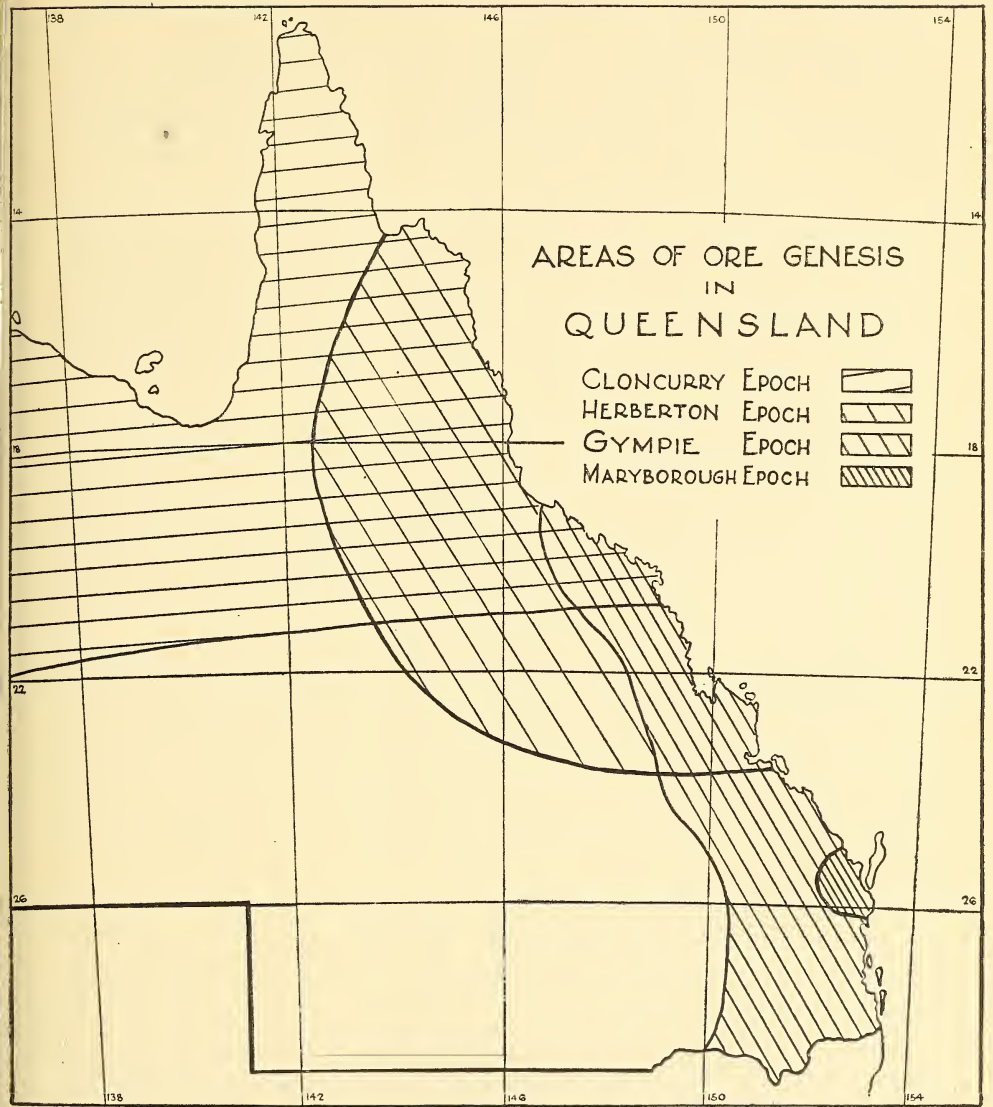 138 142 146 150 154
14 14
AREAS OF ORE GENESIS
IN
QUEENSLAND
CLONCURRY EPOCH
HERBERTON EPOCH
GYMPIE EPOCH
MARYBOROUGH EPOCH
18 18
22 22
26 26
138 142 146 150 154